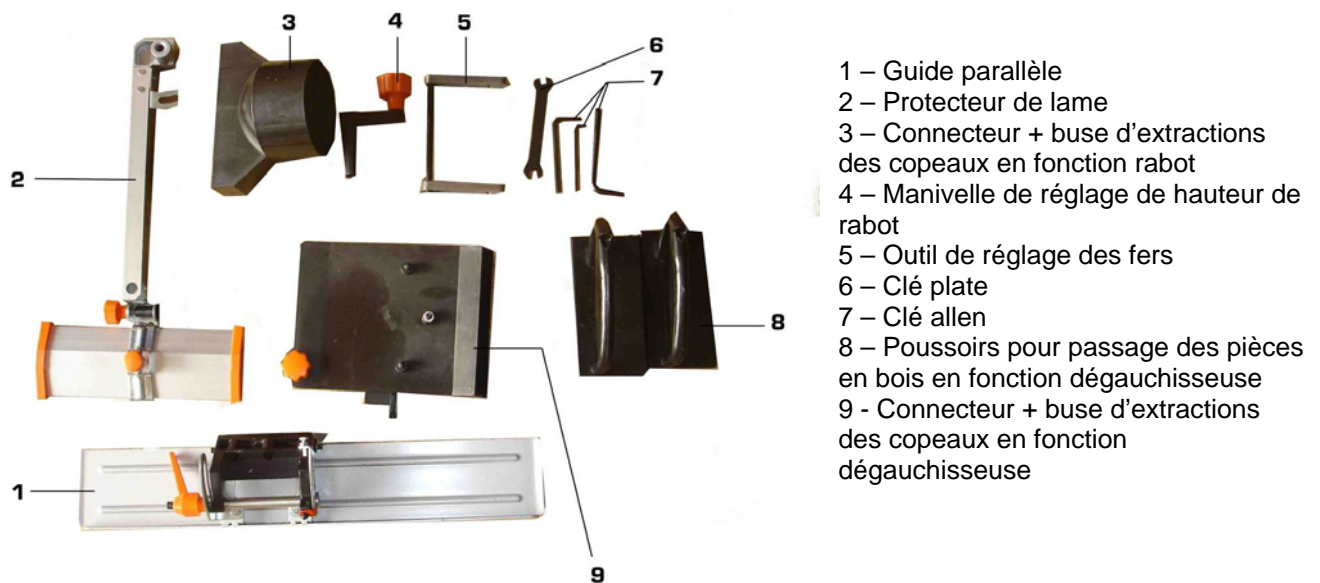 3
4
5
6
7
2
8
1
9
1 – Guide parallèle
2 – Protecteur de lame
3 – Connecteur + buse d'extractions
des copeaux en fonction rabot
4 – Manivelle de réglage de hauteur de
rabot
5 – Outil de réglage des fers
6 – Clé plate
7 – Clé allen
8 – Poussoirs pour passage des pièces
en bois en fonction dégauchisseuse
9 - Connecteur + buse d'extractions
des copeaux en fonction
dégauchisseuse